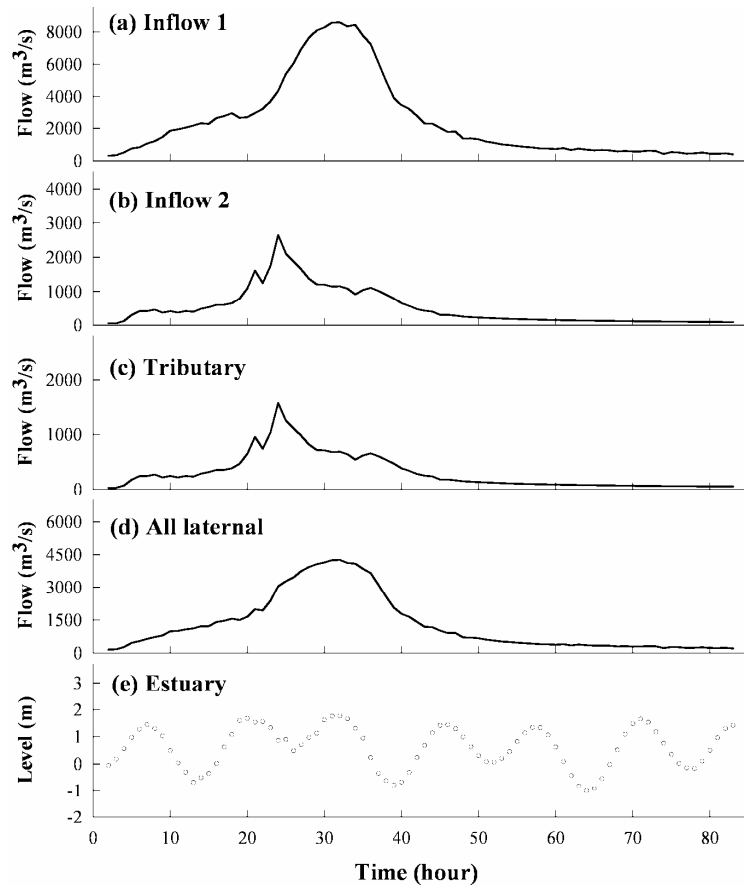 (a) Inflow 1
Flow (m³/s)
8000
6000
4000
2000
0
(b) Inflow 2
Flow (m³/s)
4000
3000
2000
1000
0
(c) Tributary
Flow (m³/s)
2000
1000
0
(d) All laternal
Flow (m³/s)
6000
4500
3000
1500
0
(e) Estuary
Level (m)
3
2
1
0
-1
-2
0 10 20 30 40 50 60 70 80
Time (hour)